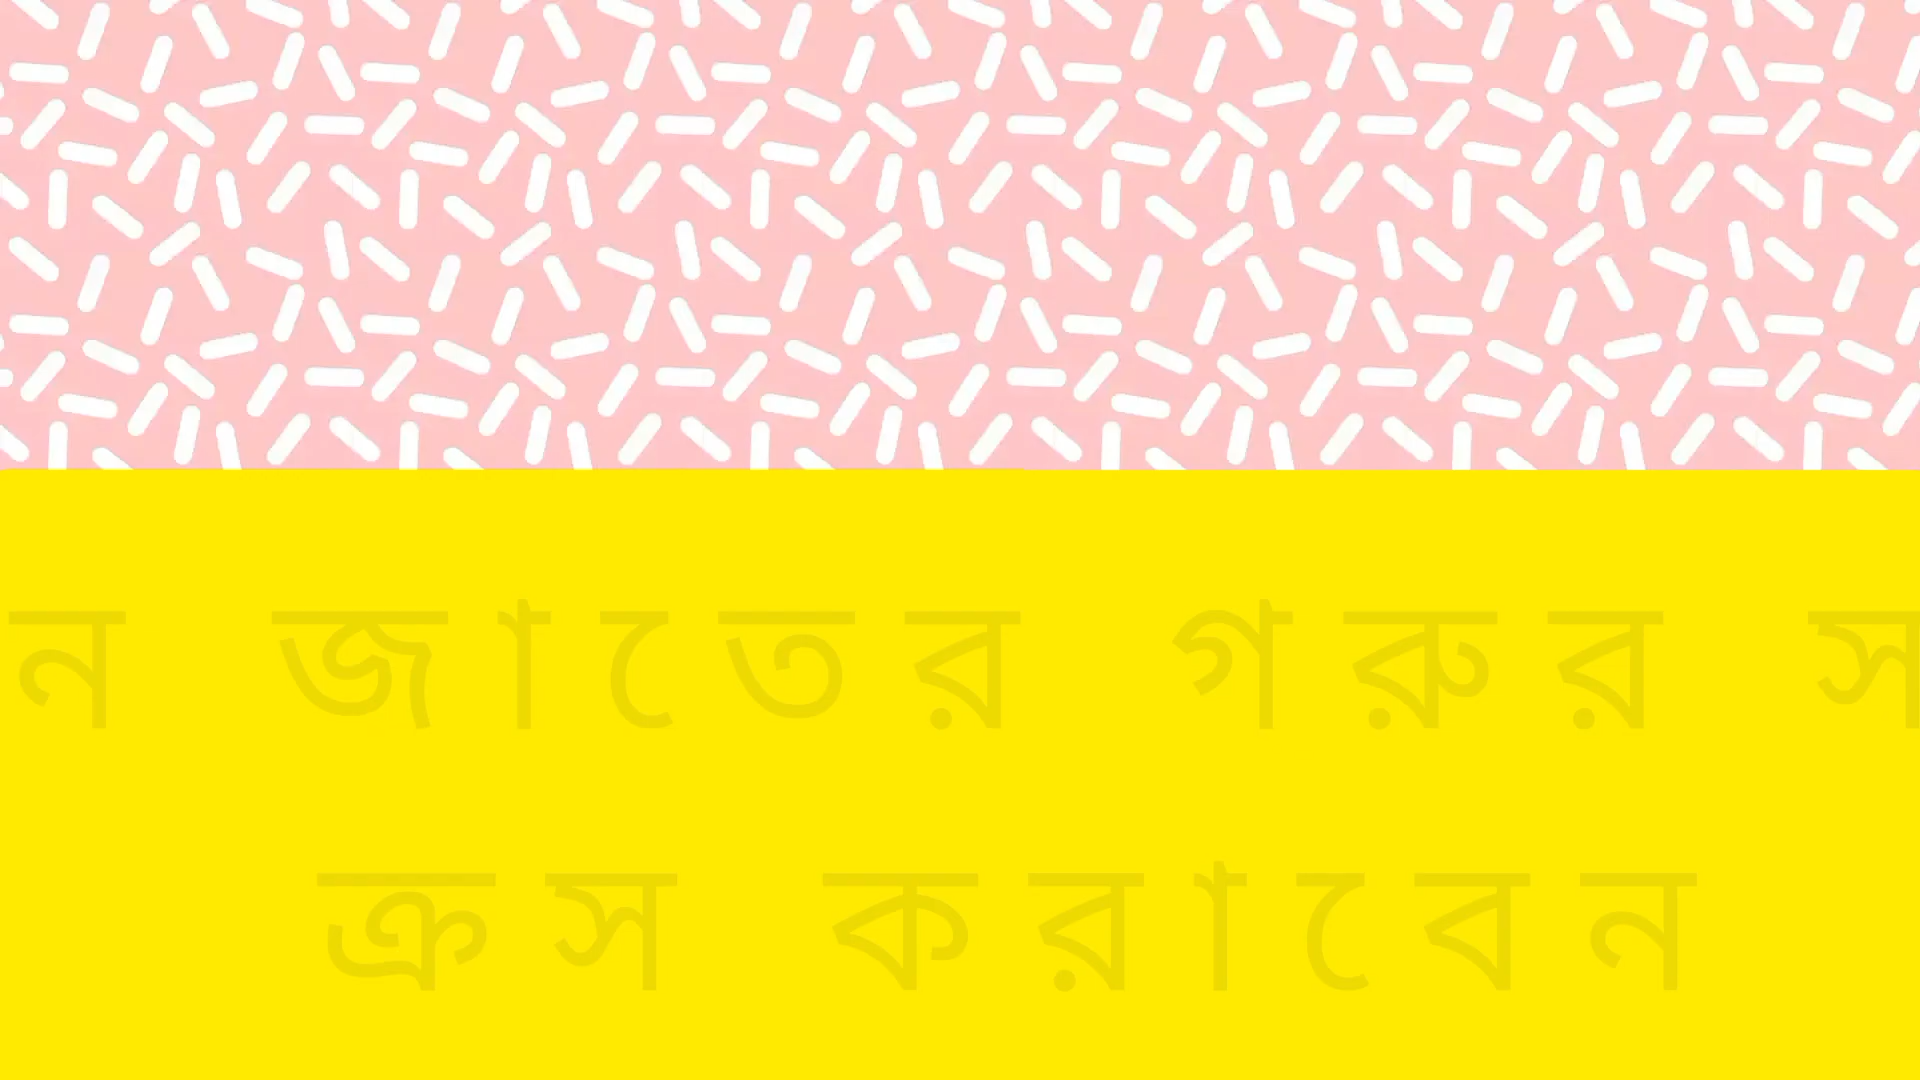 ন জাতের গরুর স
ক্রস করাবেন